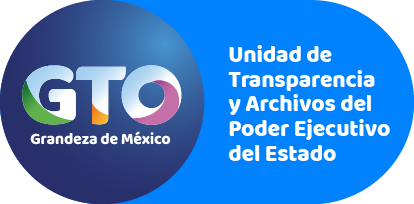 GTO
Grandeza de México
Unidad de
Transparencia
y Archivos del
Poder Ejecutivo
del Estado